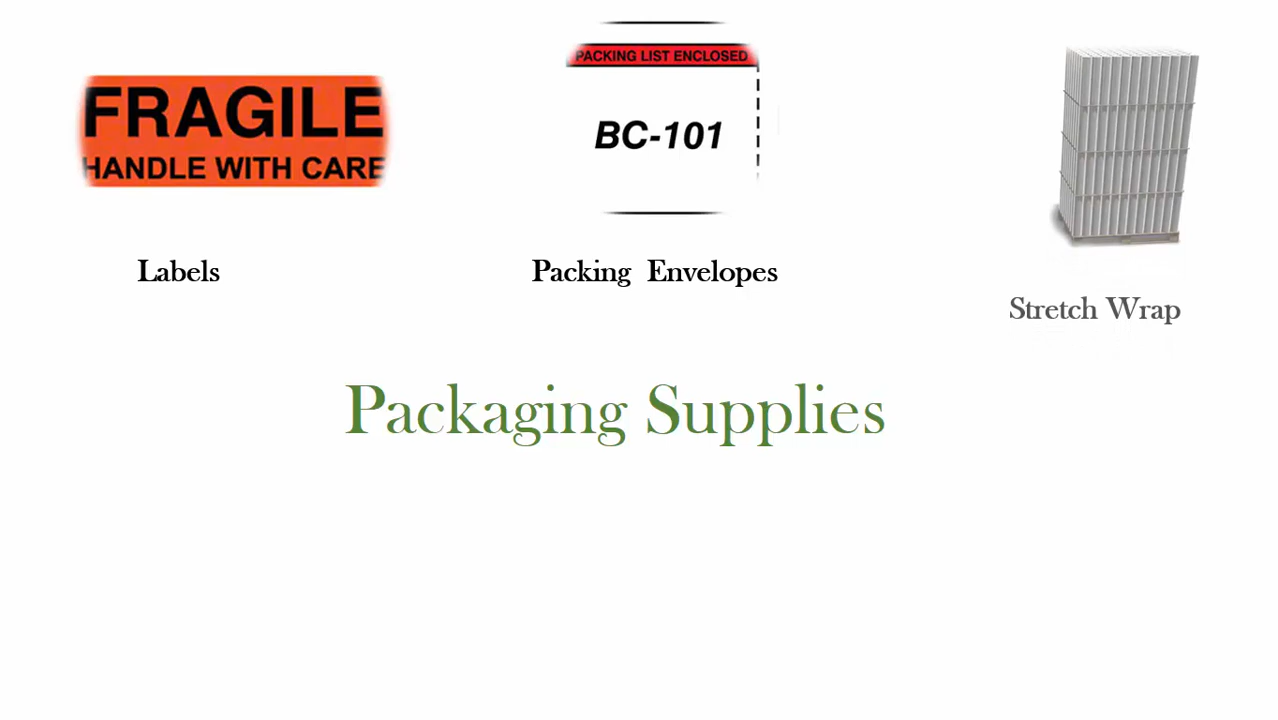 FRAGILE
HANDLE WITH CARE
PACKING LIST ENCLOSED
BC-101
Labels
Packing Envelopes
Stretch Wrap
Packaging Supplies